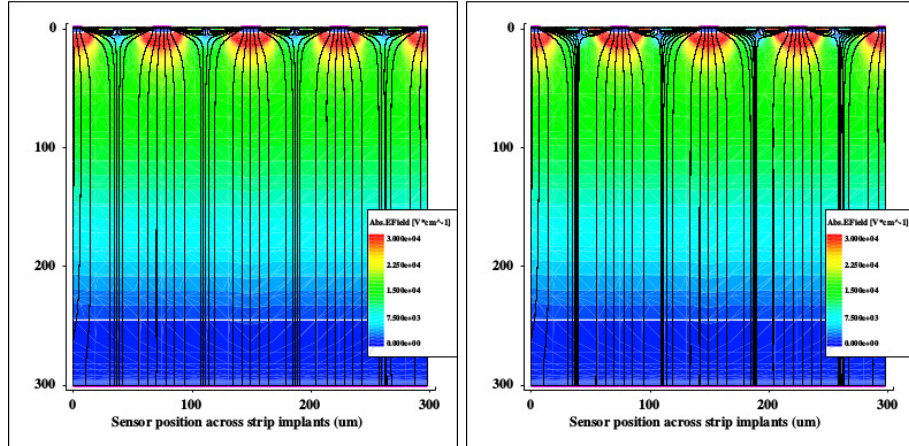 0
100
200
300
0
100
200
300
Sensor position across strip implants (um)
Abs.EField [V*cm^-1]
3.000e+04
2.250e+04
1.500e+04
7.500e+03
0.000e+00
0
100
200
300
0
100
200
300
Sensor position across strip implants (um)
Abs.EField [V*cm^-1]
3.000e+04
2.250e+04
1.500e+04
7.500e+03
0.000e+00